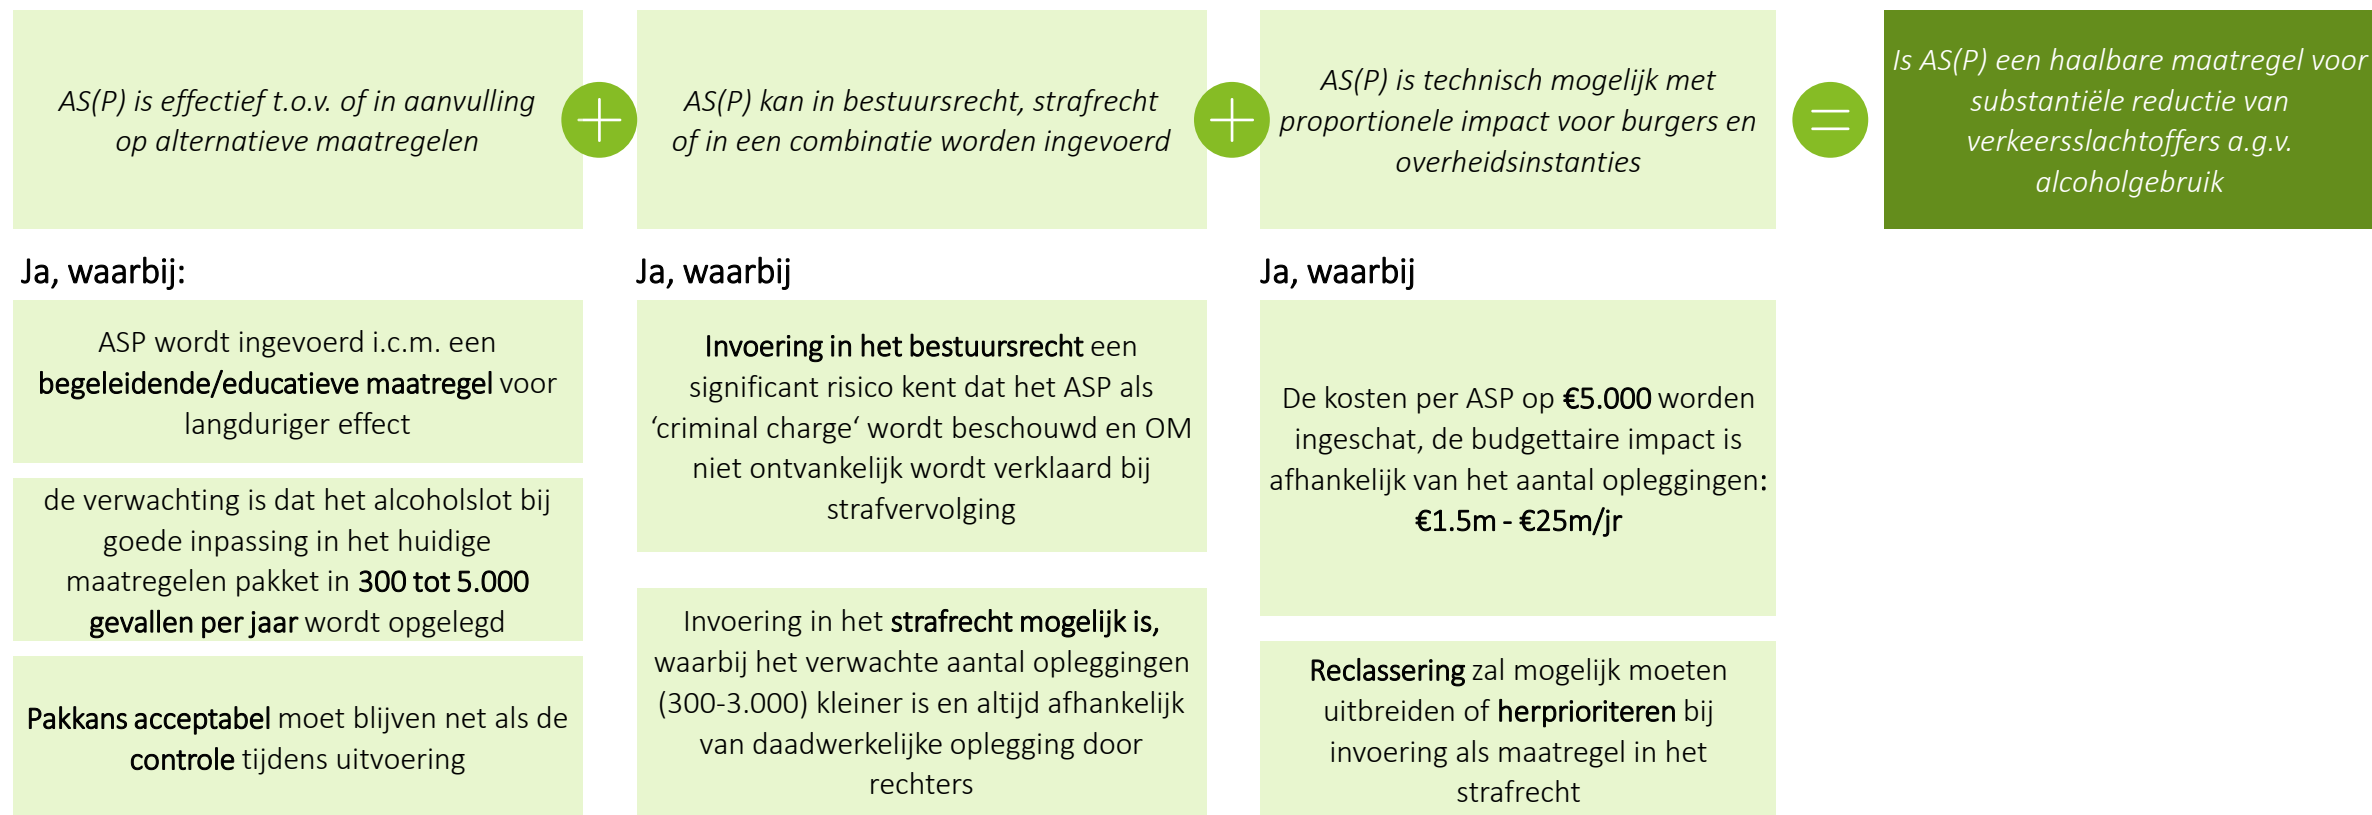 AS(P) is effectief t.o.v. of in aanvulling
op alternatieve maatregelen
AS(P) kan in bestuursrecht, strafrecht
of in een combinatie worden ingevoerd
AS(P) is technisch mogelijk met
proportionele impact voor burgers en
overheidsinstanties
Is AS(P) een haalbare maatregel voor
substantiële reductie van
verkeersslachtoffers a.g.v.
alcoholgebruik
Ja, waarbij:
ASP wordt ingevoerd i.c.m. een
begeleidende/educatieve maatregel voor
langduriger effect
de verwachting is dat het alcoholslot bij
goede inpassing in het huidige
maatregelen pakket in 300 tot 5.000
gevallen per jaar wordt opgelegd
Pakkans acceptabel moet blijven net als de
controle tijdens uitvoering
Ja, waarbij
Invoering in het bestuursrecht een
significant risico kent dat het ASP als
‘criminal charge‘ wordt beschouwd en OM
niet ontvankelijk wordt verklaard bij
strafvervolging
Invoering in het strafrecht mogelijk is,
waarbij het verwachte aantal opleggingen
(300-3.000) kleiner is en altijd afhankelijk
van daadwerkelijke oplegging door
rechters
Ja, waarbij
De kosten per ASP op €5.000 worden
ingeschat, de budgettaire impact is
afhankelijk van het aantal opleggingen:
€1.5m - €25m/jr
Reclassering zal mogelijk moeten
uitbreiden of herprioriteren bij
invoering als maatregel in het
strafrecht